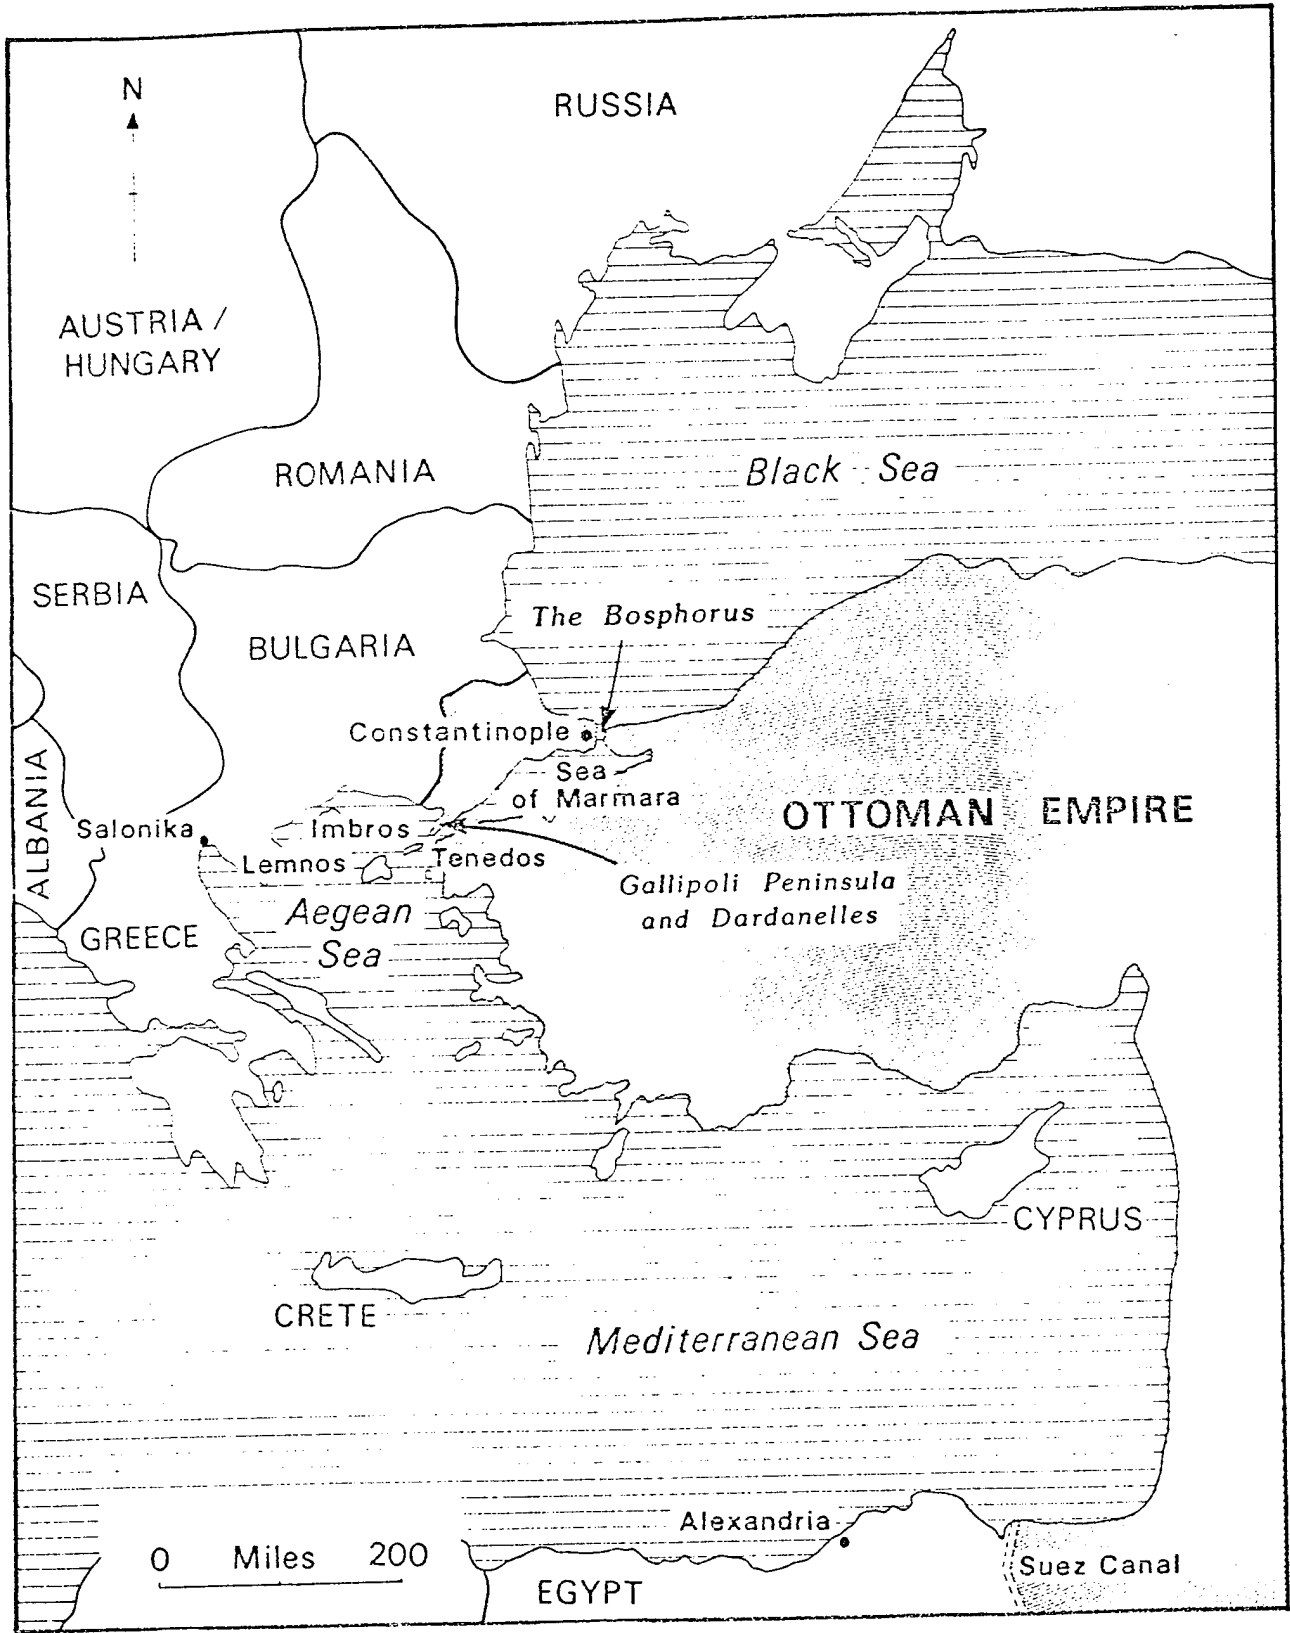 N
RUSSIA
AUSTRIA /
HUNGARY
ROMANIA
Black Sea
SERBIA
The Bosphorus
BULGARIA
Constantinople
Sea
of Marmara
ALBANIA
OTTOMAN EMPIRE
Salonika
Imbros
Lemnos
Tenedos
Gallipoli Peninsula
and Dardanelles
Aegean
Sea
GREECE
CYPRUS
CRETE
Mediterranean Sea
Alexandria
0 Miles 200
Suez Canal
EGYPT